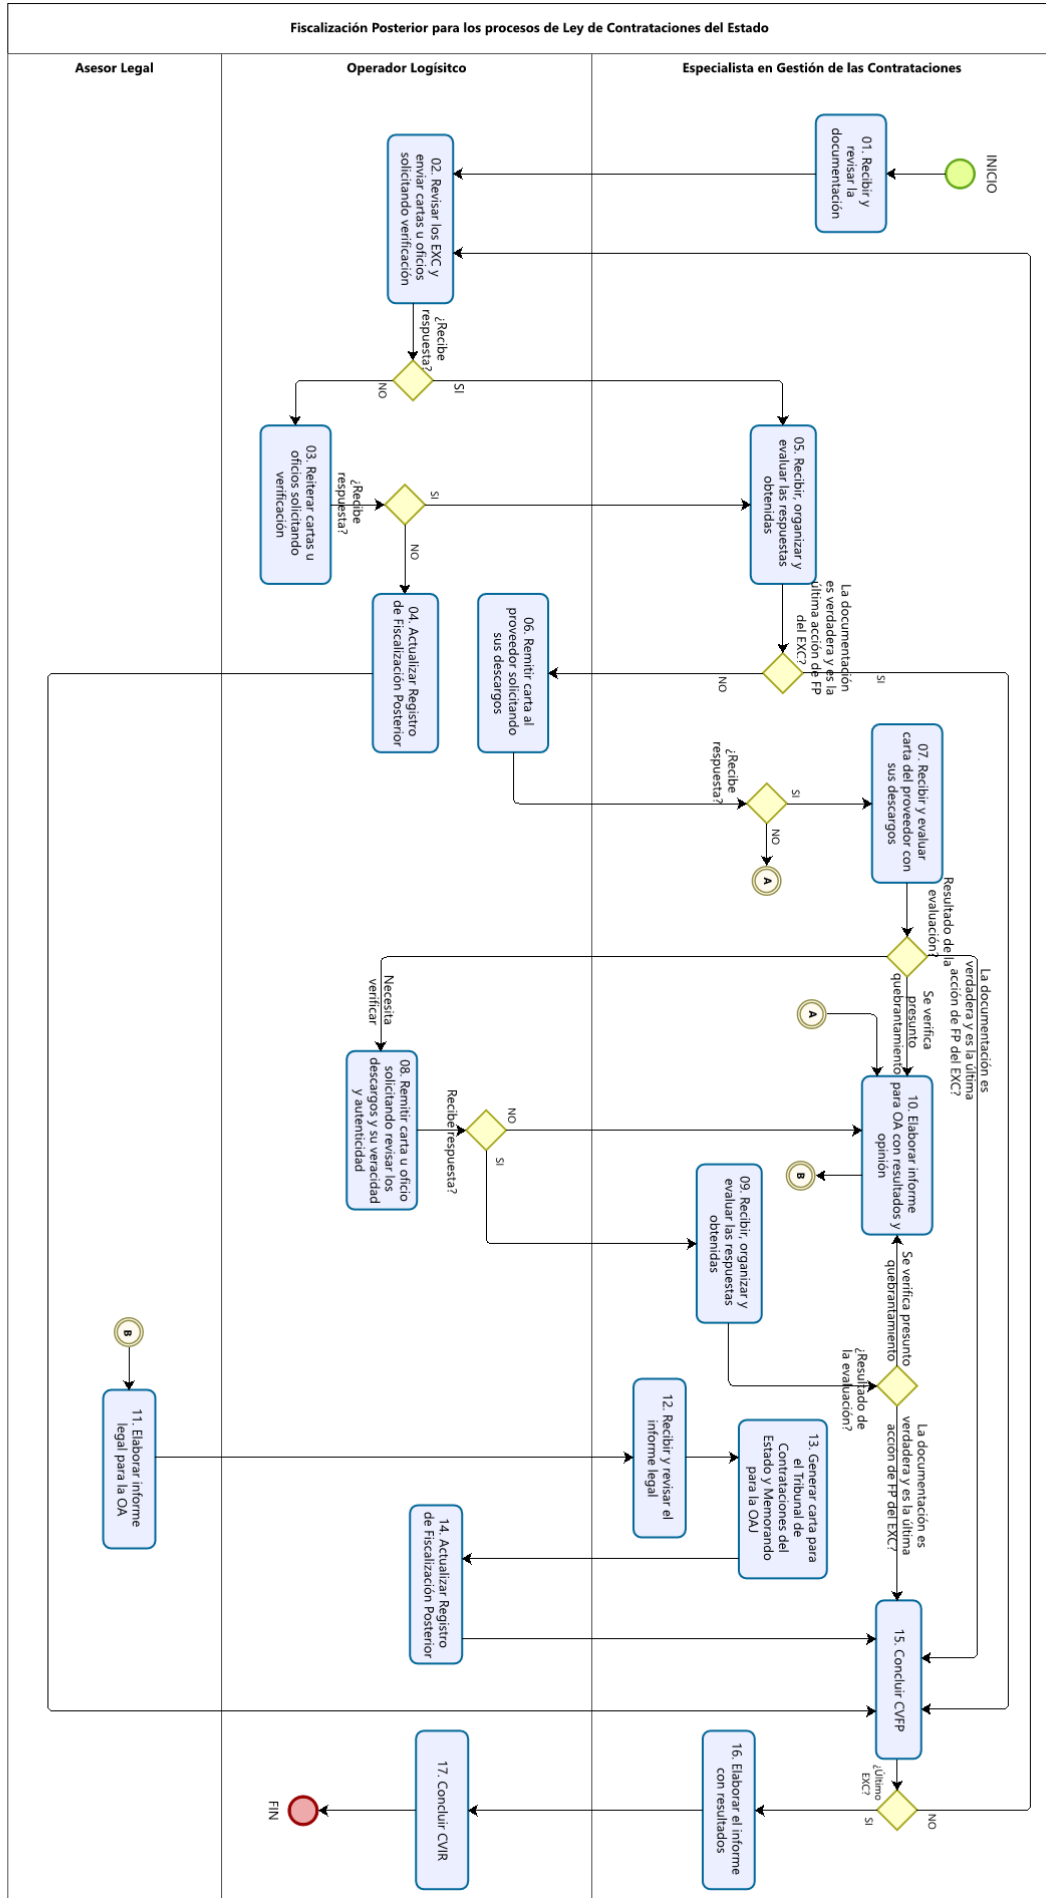 Fiscalización Posterior para los procesos de Ley de Contrataciones del Estado
Asesor Legal
Operador Logísitco
Especialista en Gestión de las Contrataciones
INICIO
01. Recibir y
revisar la
documentación
02. Revisar los EXC y
enviar cartas u oficios
solicitando verificación
¿Recibe
respuesta?
NO
SI
03. Reiterar cartas u
oficios solicitando
verificación
¿Recibe
respuesta?
SI
NO
04. Actualizar Registro
de Fiscalización Posterior
05. Recibir, organizar y
evaluar las respuestas
obtenidas
La documentación
es verdadera y es la
última acción de FP
del EXC?
SI
NO
06. Remitir carta al
proveedor solicitando
sus descargos
¿Recibe
respuesta?
SI
NO
A
07. Recibir y evaluar
carta del proveedor con
sus descargos
Resultado de la
evaluación?
La documentación es
verdadera y es la última
acción de FP del EXC?
Se verifica
presunto
quebrantamiento
Necesita
verificar
A
08. Remitir carta u oficio
solicitando revisar los
descargos y su veracidad
y autenticidad
Recibe respuesta?
NO
SI
09. Recibir, organizar y
evaluar las respuestas
obtenidas
10. Elaborar informe
para OA con resultados y
opinión
B
¿Resultado de
la evaluación?
Se verifica presunto
quebrantamiento
La documentación es
verdadera y es la última
acción de FP del EXC?
B
11. Elaborar informe
legal para la OA
12. Recibir y revisar el
informe legal
13. Generar carta para
el Tribunal de
Contrataciones del
Estado y Memorando
para la OAJ
14. Actualizar Registro
de Fiscalización Posterior
15. Concluir CVFP
¿Último
EXC?
NO
SI
16. Elaborar el informe
con resultados
17. Concluir CVIR
FIN